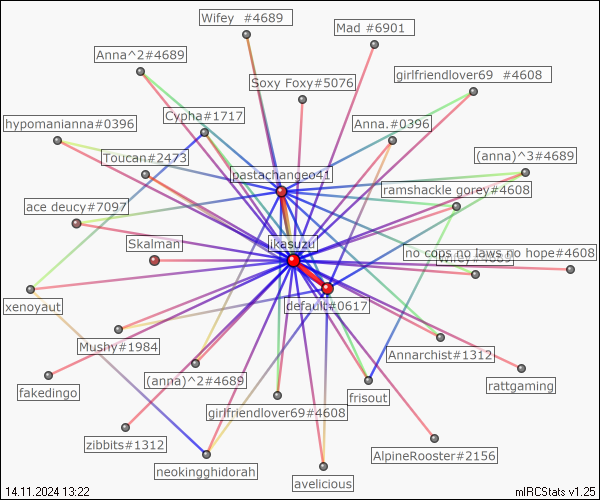 Wifey #4689
Mad #6901
Anna^2#4689
girlfriendlover69 #4608
Soxy Foxy#5076
Cypha#1717
hypomanianna#0396
Anna.#0396
Toucan#2473
(anna)^3#4689
pastachangeo41
ramshackle gorey#4608
ace deucy#7097
Skalman
ikasuzu
no cops no laws no hope#4608
Wifey#4689
xenoyaut
default#0617
Mushy#1984
Annarchist#1312
(anna)^2#4689
rattgaming
fakedingo
frisout
girlfriendlover69#4608
zibbits#1312
AlpineRooster#2156
neokingghidorah
avelicious
14.11.2024 13:22
mIRCStats v1.25